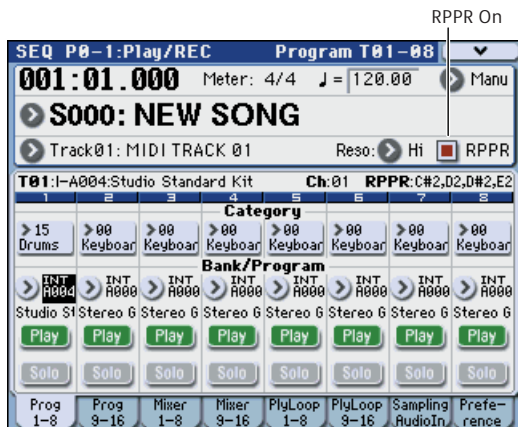 RPPR On
SEQ P0-1:Play/REC Program T01-08
001:01.000 Meter: 4/4 ♩= 120.00 Manu
S000: NEW SONG
Track01: MIDI TRACK 01 Reso: Hi RPPR
T01:I-A004:Studio Standard Kit Ch:01 RPPR:C#2,D2,D#2,E2
1 2 3 4 5 6 7 8
Category
15 00 00 00 00 00 00 00
Drums Keyboar Keyboar Keyboar Keyboar Keyboar Keyboar Keyboar
Bank/Program
INT INT INT INT INT INT INT INT
A004 A000 A000 A000 A000 A000 A000 A000
Studio St Stereo G Stereo G Stereo G Stereo G Stereo G Stereo G Stereo G
Play Play Play Play Play Play Play Play
Solo Solo Solo Solo Solo Solo Solo Solo
Prog Prog Mixer Mixer PlyLoop PlyLoop Sampling Prefe-
1-8 9-16 1-8 9-16 1-8 9-16 AudioIn rence